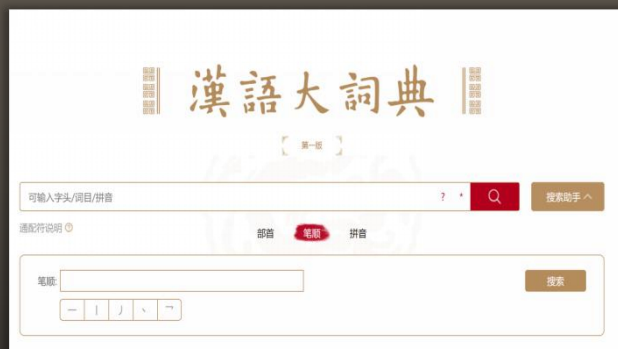 漢語大詞典
第一版
可输入字头/词目/拼音 ? * 搜索助手
通配符说明 ?
部首 笔顺 拼音
笔顺: 搜索
一 丨 丿 丶 乛